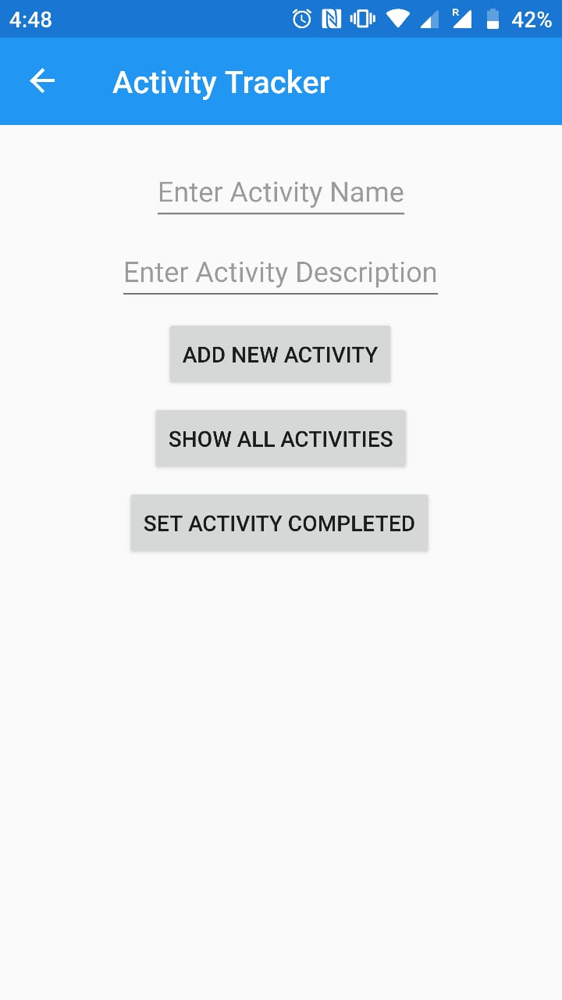 4:48 R 42%
Activity Tracker
Enter Activity Name
Enter Activity Description
ADD NEW ACTIVITY
SHOW ALL ACTIVITIES
SET ACTIVITY COMPLETED